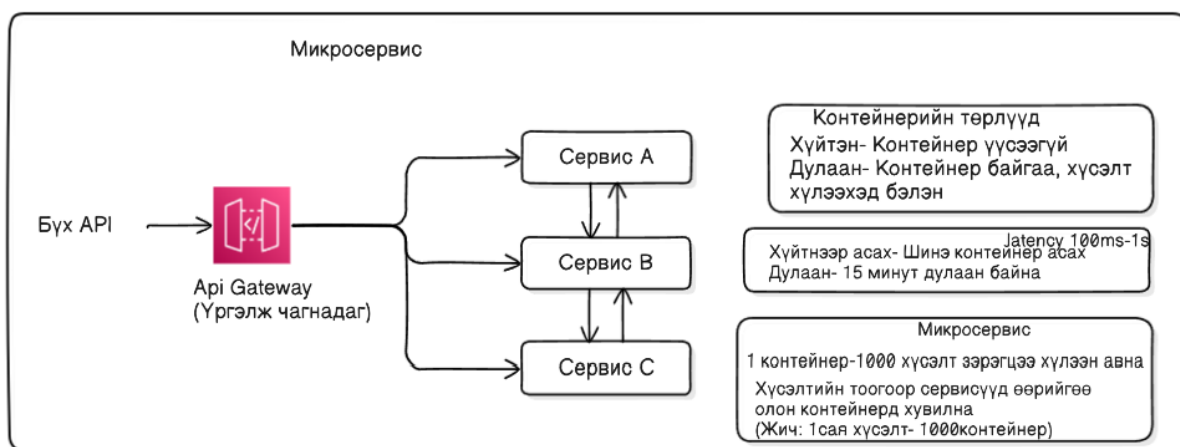 Микросервис
Бүх API
Api Gateway
(Үргэлж чагнадаг)
Сервис А
Сервис В
Сервис С
Контейнерийн төрлүүд
Хүйтэн- Контейнер үүсээгүй
Дулаан- Контейнер байгаа, хүсэлт
хүлээхэд бэлэн
latency 100ms-1s
Хүйтнээр асах- Шинэ контейнер асах
Дулаан- 15 минут дулаан байна
Микросервис
1 контейнер-1000 хүсэлт зэрэгцээ хүлээн авна
Хүсэлтийн тоогоор сервисүүд өөрийгөө
олон контейнерд хувилна
(Жич: 1сая хүсэлт- 1000контейнер)